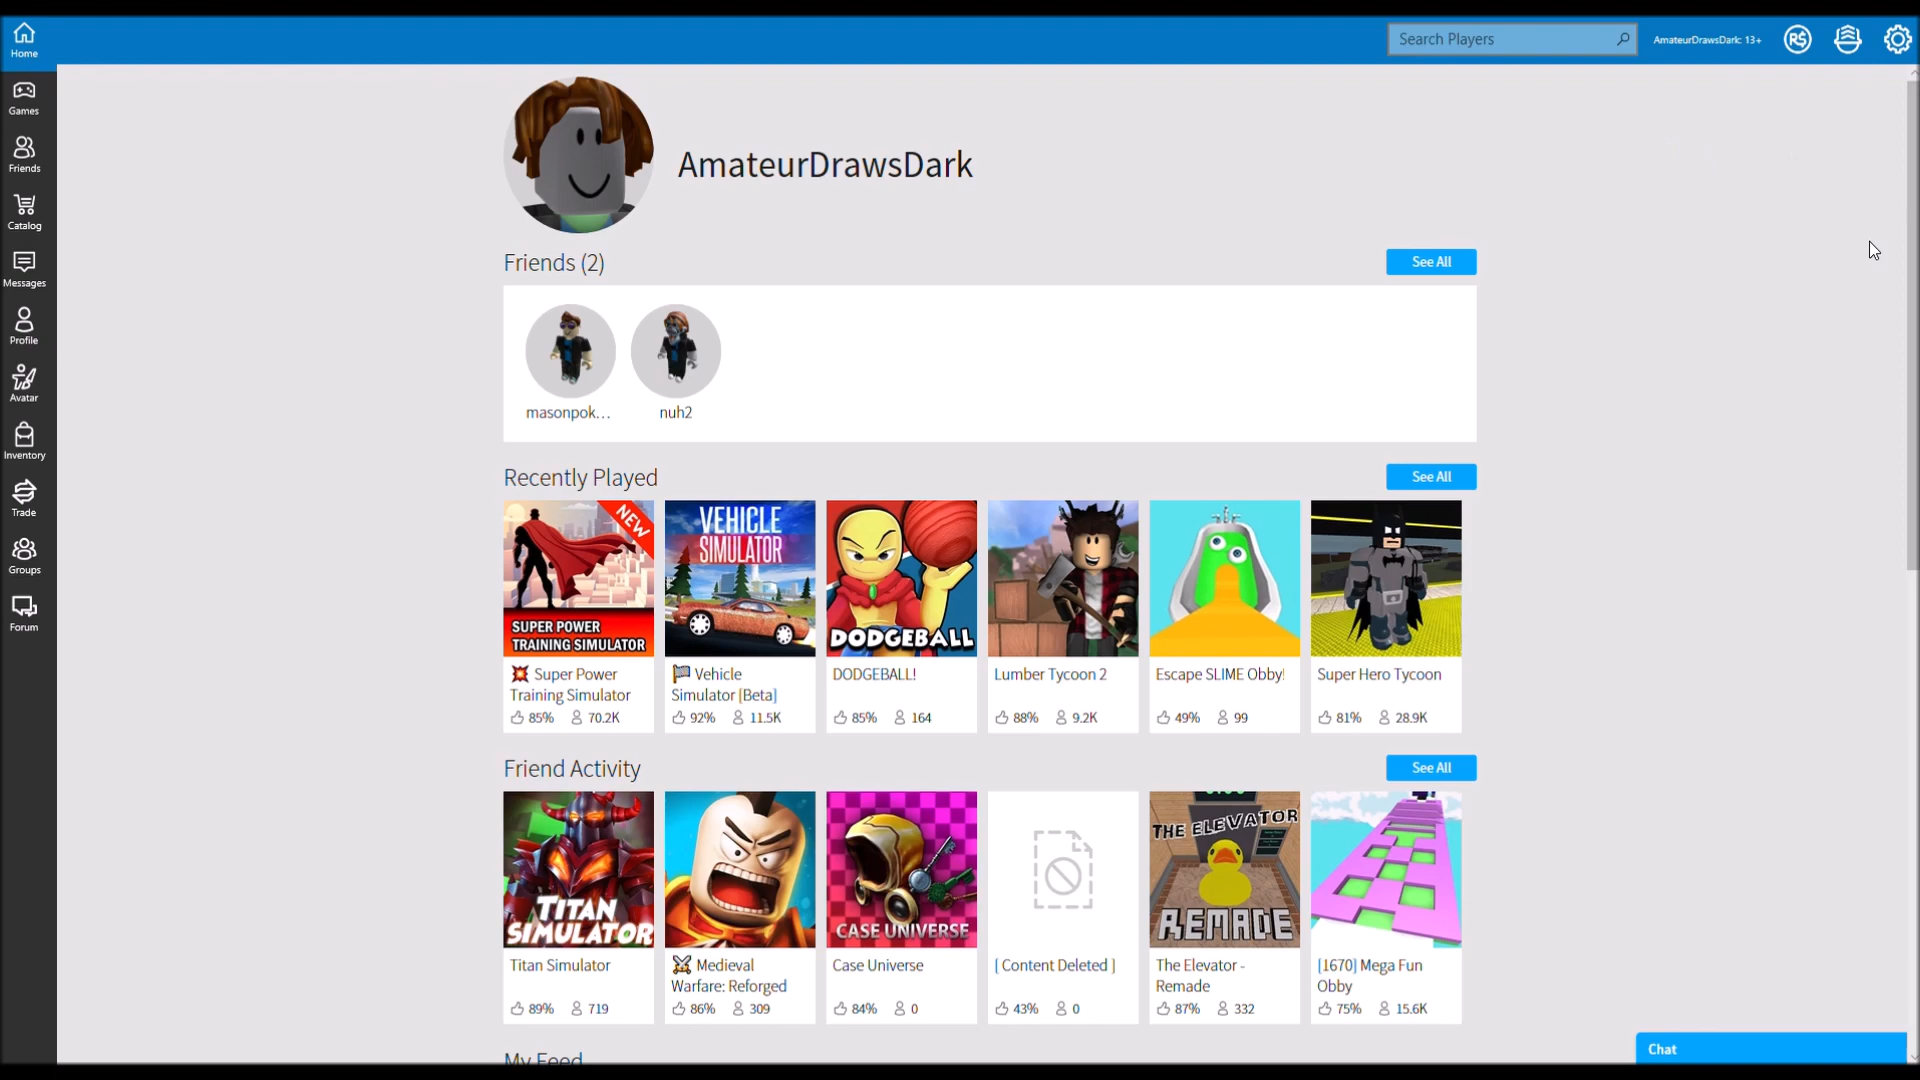 Home
Search Players
AmateurDrawsDark: 13+
R$
Games
Friends
Catalog
Messages
Profile
Avatar
Inventory
Trade
Groups
Forum
AmateurDrawsDark
Friends (2)
See All
masonpok...
nuh2
Recently Played
See All
NEW
SUPER POWER
TRAINING SIMULATOR
VEHICLE
SIMULATOR
DODGEBALL
Super Power
Training Simulator
85% 70.2K
Vehicle
Simulator [Beta]
92% 11.5K
DODGEBALL!
85% 164
Lumber Tycoon 2
88% 9.2K
Escape SLIME Obby!
49% 99
Super Hero Tycoon
81% 28.9K
Friend Activity
See All
TITAN
SIMULATOR
CASE UNIVERSE
THE ELEVATOR
REMADE
Titan Simulator
89% 719
Medieval
Warfare: Reforged
86% 309
Case Universe
84% 0
[ Content Deleted ]
43% 0
The Elevator -
Remade
87% 332
[1670] Mega Fun
Obby
75% 15.6K
My Feed
Chat